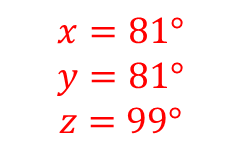 x = 81°
y = 81°
z = 99°